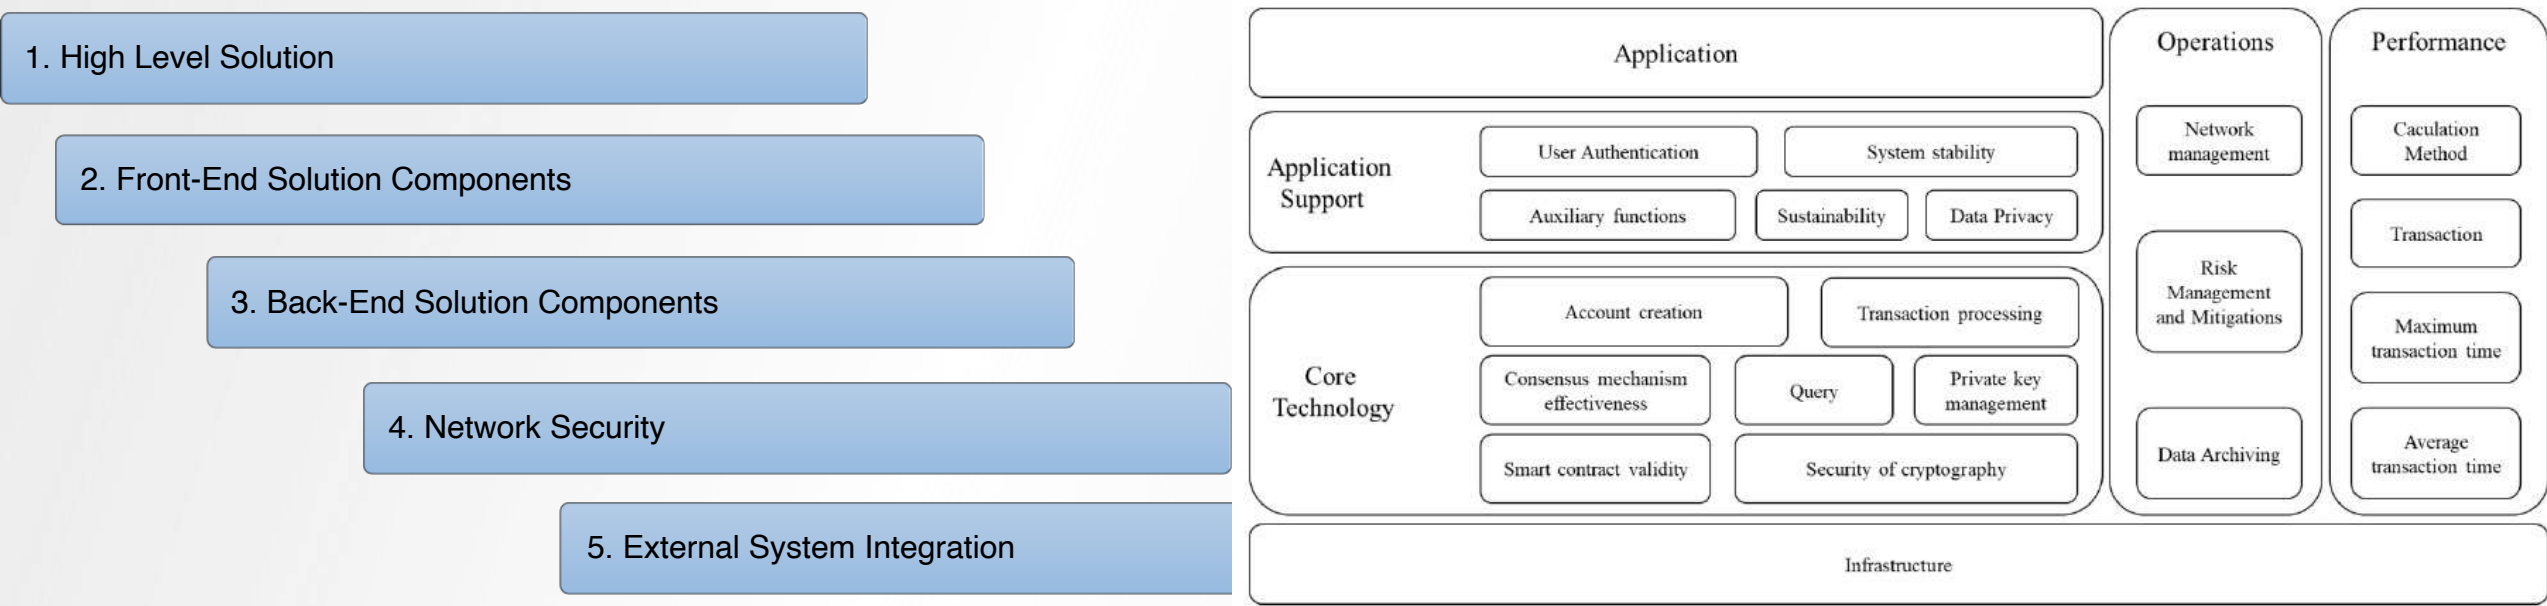 1. High Level Solution
2. Front-End Solution Components
3. Back-End Solution Components
4. Network Security
5. External System Integration
Application
Application
Support
User Authentication
System stability
Auxiliary functions
Sustainability
Data Privacy
Core
Technology
Account creation
Transaction processing
Consensus mechanism
effectiveness
Query
Private key
management
Smart contract validity
Security of cryptography
Operations
Network
management
Risk
Management
and Mitigations
Data Archiving
Performance
Caculation
Method
Transaction
Maximum
transaction time
Average
transaction time
Infrastructure